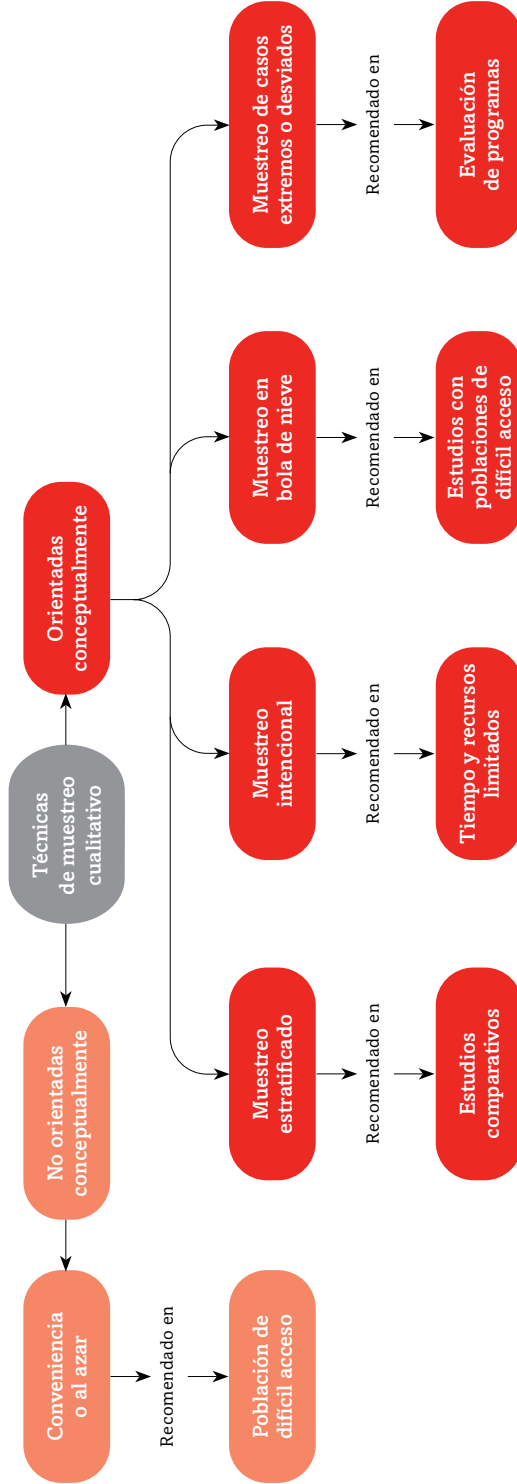 Técnicas
de muestreo
cualitativo
No orientadas
conceptualmente
Conveniencia
o al azar
Recomendado en
Población de
difícil acceso
Orientadas
conceptualmente
Muestreo
estratificado
Recomendado en
Estudios
comparativos
Muestreo
intencional
Recomendado en
Tiempo y recursos
limitados
Muestreo en
bola de nieve
Recomendado en
Estudios con
poblaciones de
difícil acceso
Muestreo de casos
extremos o desviados
Recomendado en
Evaluación
de programas